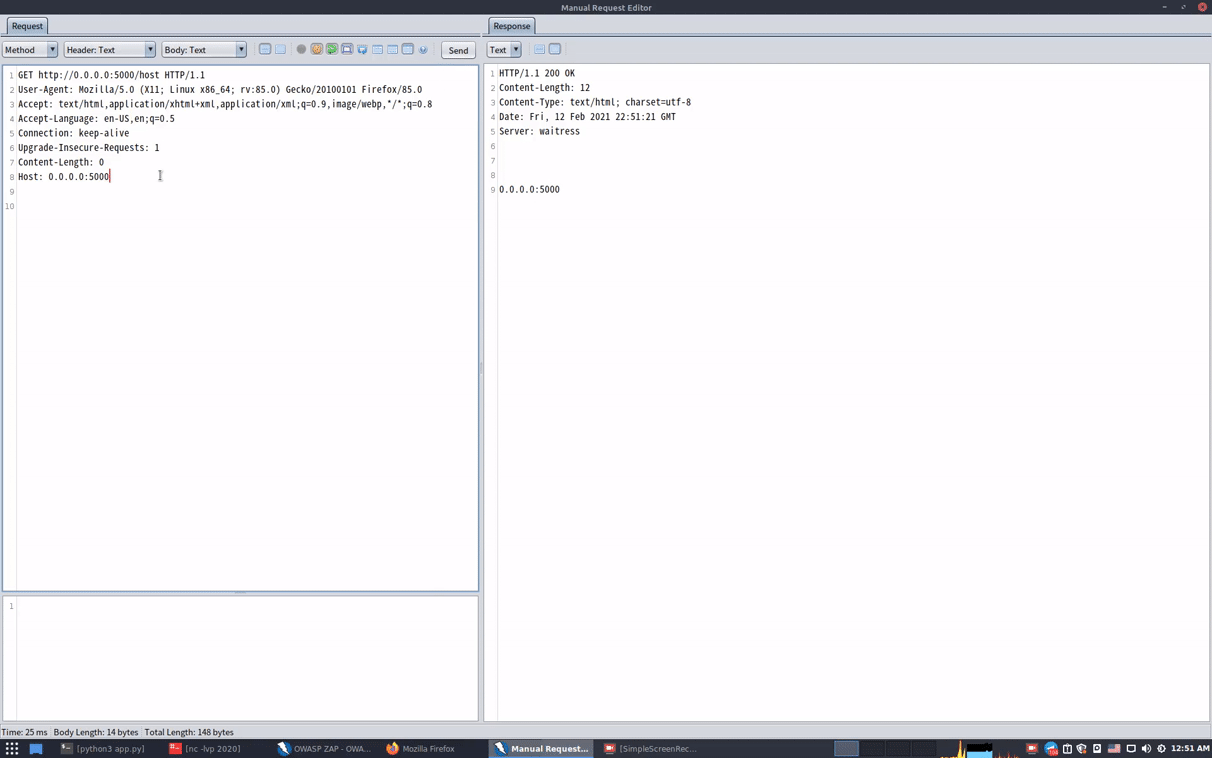 Manual Request Editor
Request
Method Header: Text Body: Text Send
1 GET http://0.0.0.0:5000/host HTTP/1.1
2 User-Agent: Mozilla/5.0 (X11; Linux x86_64; rv:85.0) Gecko/20100101 Firefox/85.0
3 Accept: text/html,application/xhtml+xml,application/xml;q=0.9,image/webp,*/*;q=0.8
4 Accept-Language: en-US,en;q=0.5
5 Connection: keep-alive
6 Upgrade-Insecure-Requests: 1
7 Content-Length: 0
8 Host: 0.0.0.0:5000
9
10
1
Response
Text
1 HTTP/1.1 200 OK
2 Content-Length: 12
3 Content-Type: text/html; charset=utf-8
4 Date: Fri, 12 Feb 2021 22:51:21 GMT
5 Server: waitress
6
7
8
9 0.0.0.0:5000
Time: 25 ms Body Length: 14 bytes Total Length: 148 bytes
[python3 app.py] [nc -lvp 2020] OWASP ZAP - OWA... Mozilla Firefox Manual Request... [SimpleScreenRec... 12:51 AM